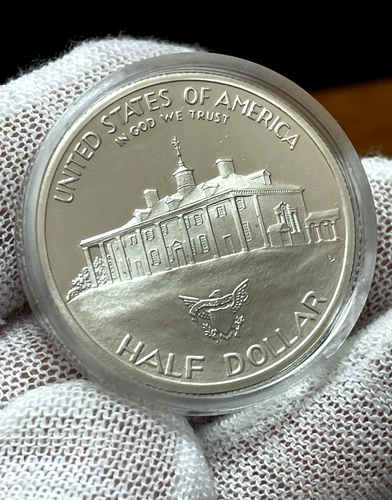 UNITED STATES OF AMERICA
IN GOD WE TRUST
HALF DOLLAR